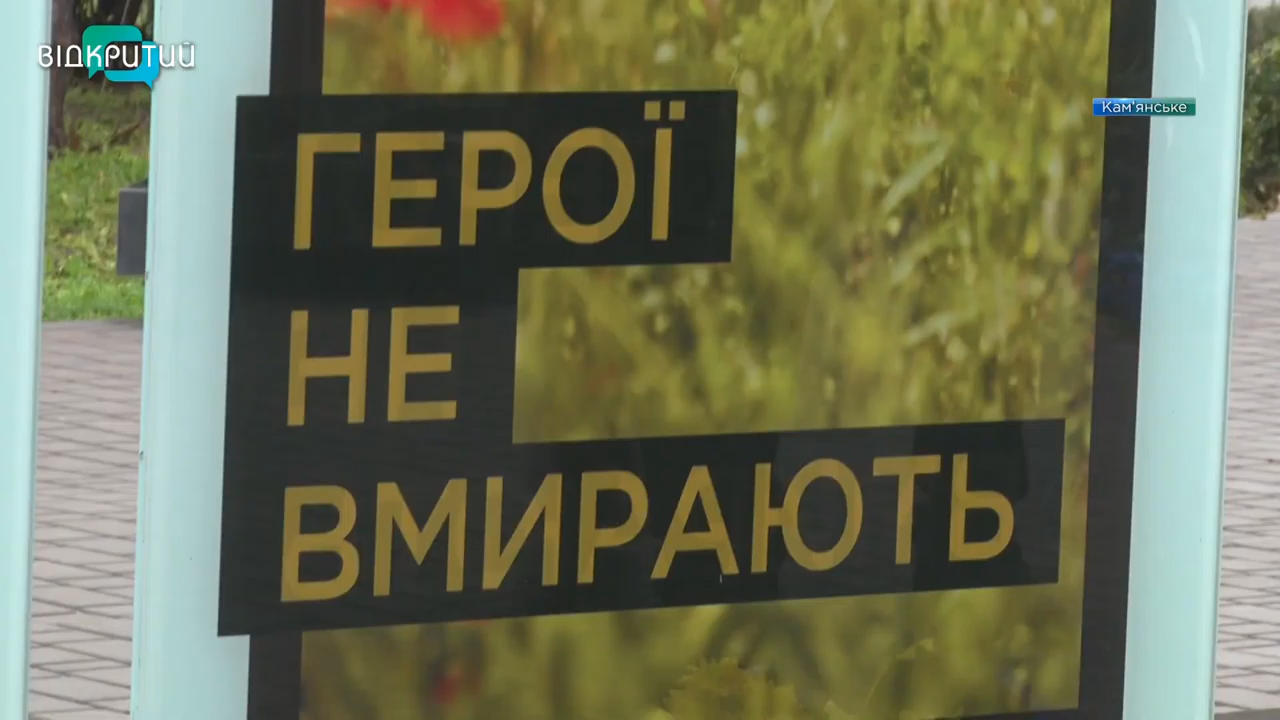 ВІДКРИТИЙ
Кам'янське
ГЕРОЇ
НЕ
ВМИРАЮТЬ